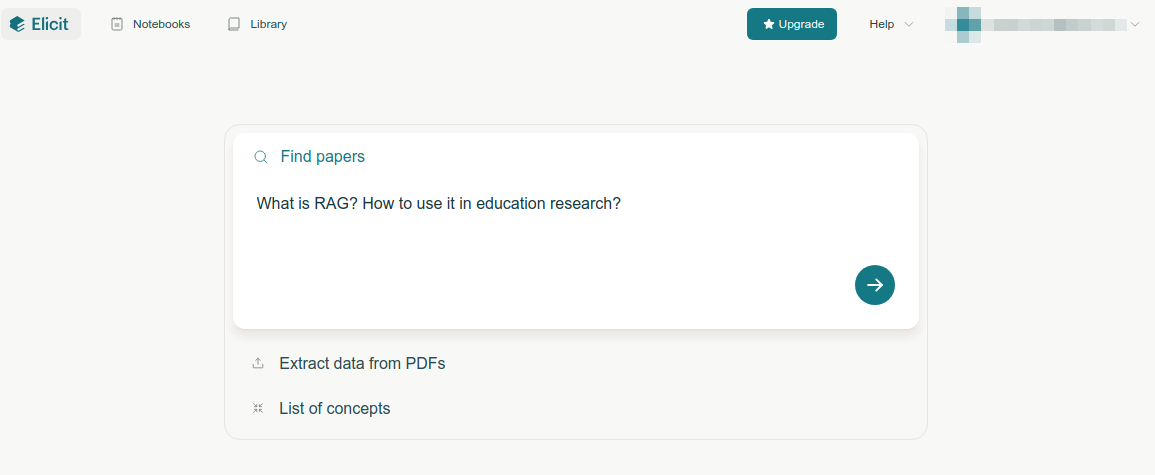 Elicit
Notebooks
Library
Upgrade
Help
Find papers
What is RAG? How to use it in education research?
Extract data from PDFs
List of concepts